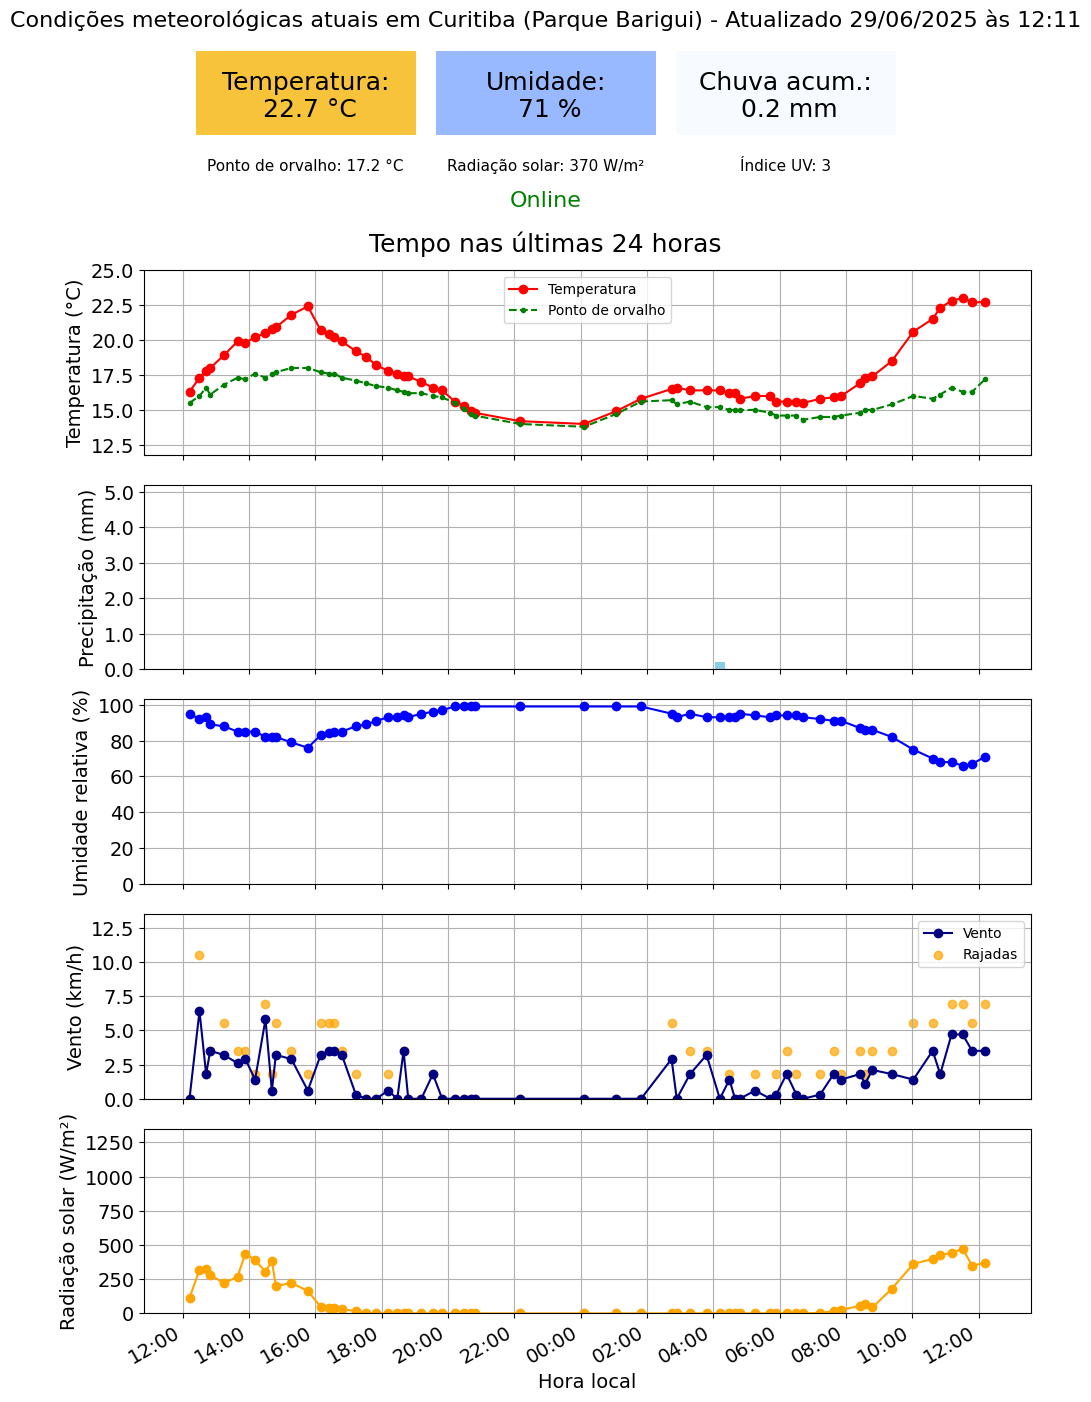 Condições meteorológicas atuais em Curitiba (Parque Barigui) - Atualizado 29/06/2025 às 12:11
Temperatura:
22.7 °C
Umidade:
71 %
Chuva acum.:
0.2 mm
Ponto de orvalho: 17.2 °C
Radiação solar: 370 W/m²
Índice UV: 3
Online
Tempo nas últimas 24 horas
Temperatura (°C)
25.0
22.5
20.0
17.5
15.0
12.5
Temperatura
Ponto de orvalho
Precipitação (mm)
5.0
4.0
3.0
2.0
1.0
0.0
Umidade relativa (%)
100
80
60
40
20
0
Vento (km/h)
12.5
10.0
7.5
5.0
2.5
0.0
Vento
Rajadas
Radiação solar (W/m²)
1250
1000
750
500
250
0
12:00
14:00
16:00
18:00
20:00
22:00
00:00
02:00
04:00
06:00
08:00
10:00
12:00
Hora local